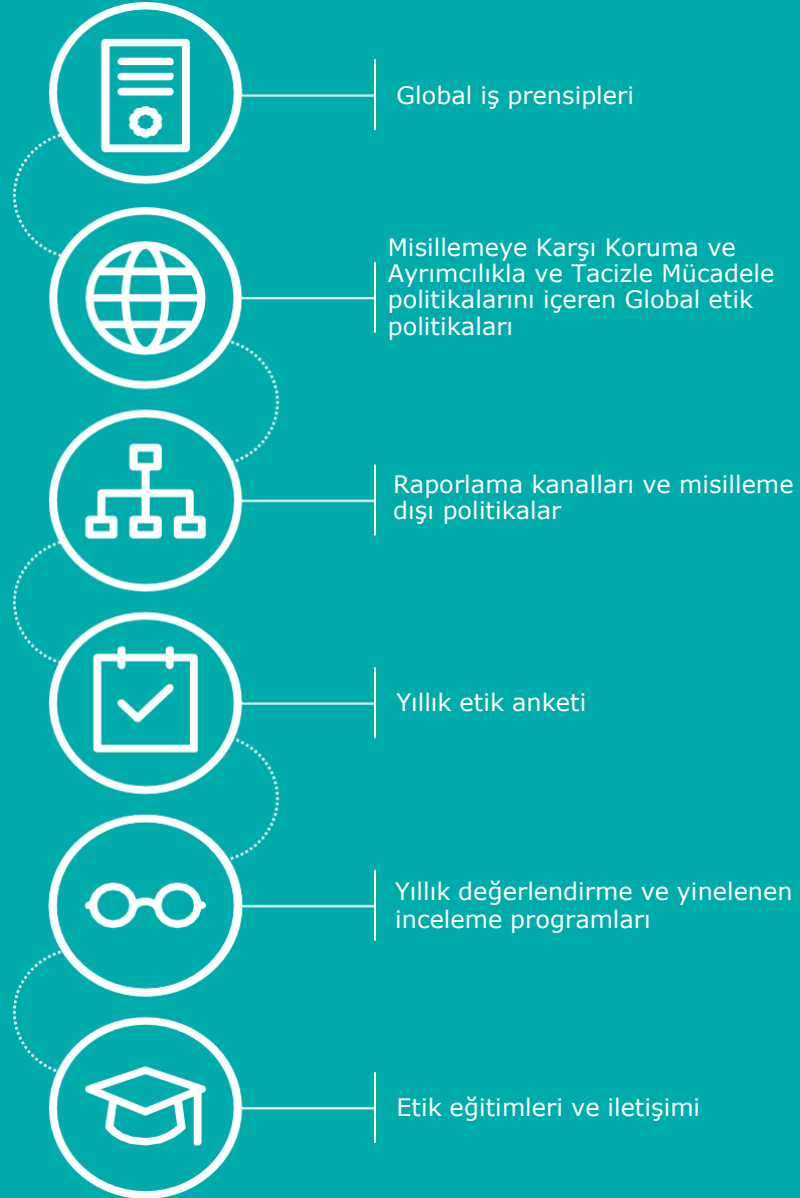 Global iş prensipleri
Misillemeye Karşı Koruma ve
Ayrımcılıkla ve Tacizle Mücadele
politikalarını içeren Global etik
politikaları
Raporlama kanalları ve misilleme
dışı politikalar
Yıllık etik anketi
Yıllık değerlendirme ve yinelenen
inceleme programları
Etik eğitimleri ve iletişimi